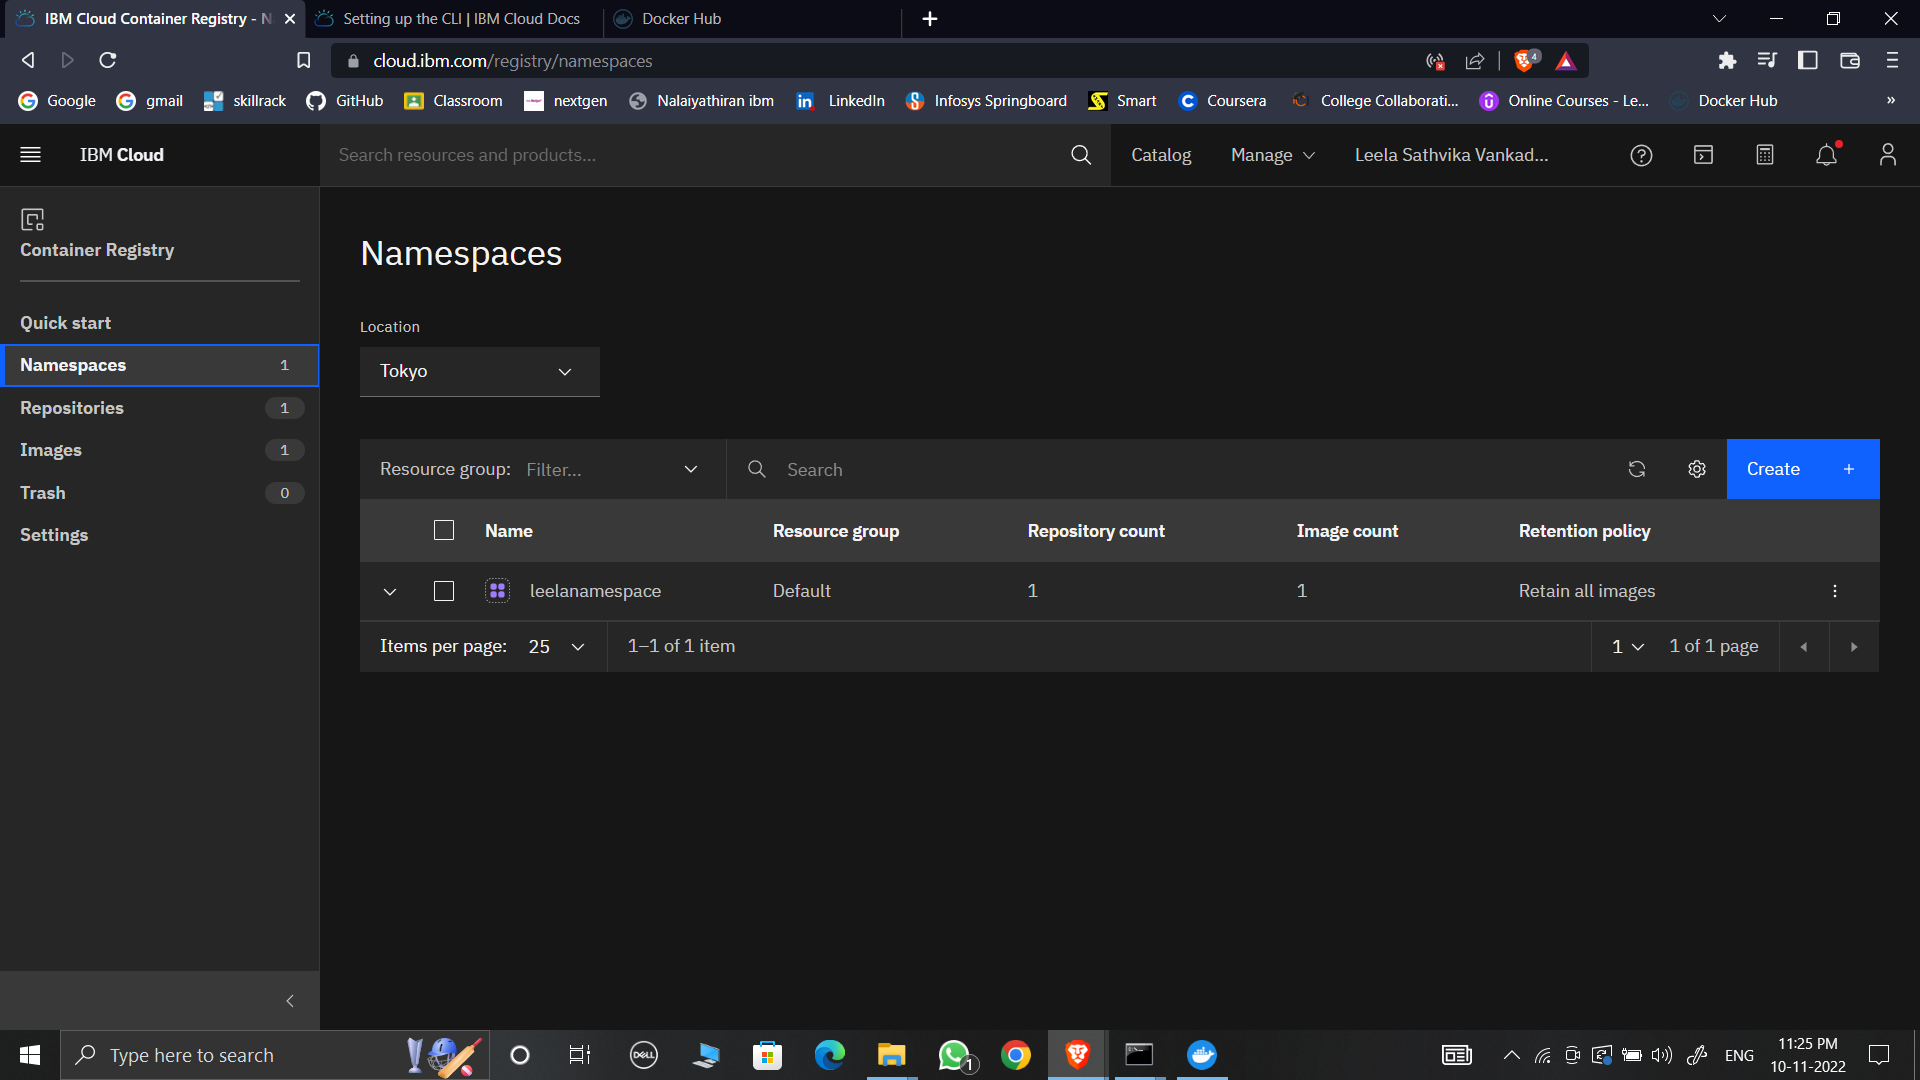 IBM Cloud Container Registry - N
Setting up the CLI | IBM Cloud Docs
Docker Hub
cloud.ibm.com/registry/namespaces
4
Google
gmail
skillrack
GitHub
Classroom
nextgen
Nalaiyathiran ibm
LinkedIn
Infosys Springboard
Smart
Coursera
College Collaborati...
Online Courses - Le...
Docker Hub
»
IBM Cloud
Search resources and products...
Catalog
Manage
Leela Sathvika Vankad...
Container Registry
Quick start
Namespaces 1
Repositories 1
Images 1
Trash 0
Settings
Namespaces
Location
Tokyo
Resource group: Filter...
Search
Create +
Name Resource group Repository count Image count Retention policy
leelanamespace Default 1 1 Retain all images
Items per page: 25 1–1 of 1 item 1 1 of 1 page
Type here to search
DELL
1
ENG
11:25 PM
10-11-2022